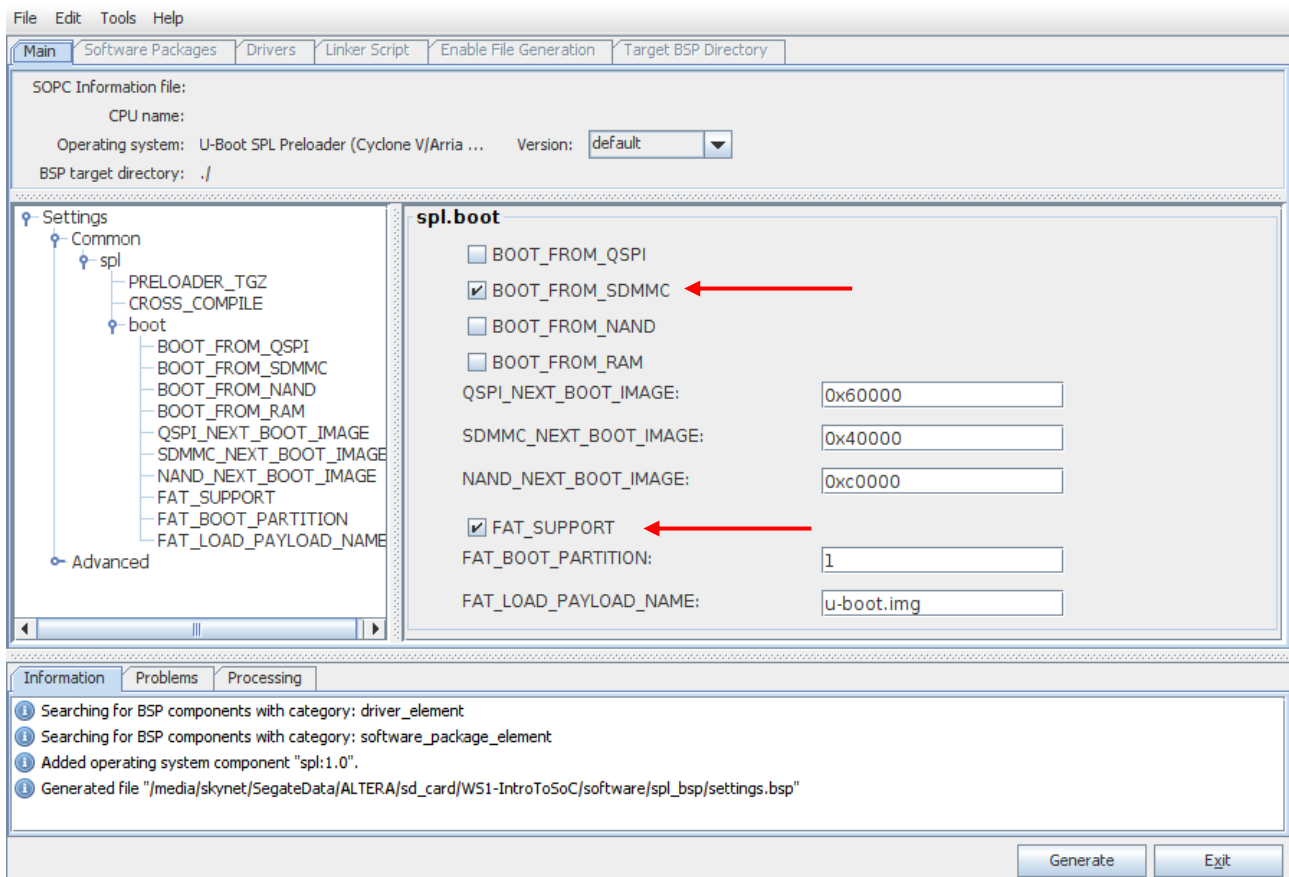 File Edit Tools Help
Main Software Packages Drivers Linker Script Enable File Generation Target BSP Directory
SOPC Information file:
CPU name:
Operating system: U-Boot SPL Preloader (Cyclone V/Arria ... Version: default
BSP target directory: ./
Settings
Common
spl
PRELOADER_TGZ
CROSS_COMPILE
boot
BOOT_FROM_QSPI
BOOT_FROM_SDMMC
BOOT_FROM_NAND
BOOT_FROM_RAM
QSPI_NEXT_BOOT_IMAGE
SDMMC_NEXT_BOOT_IMAGE
NAND_NEXT_BOOT_IMAGE
FAT_SUPPORT
FAT_BOOT_PARTITION
FAT_LOAD_PAYLOAD_NAME
Advanced
spl.boot
BOOT_FROM_QSPI
BOOT_FROM_SDMMC
BOOT_FROM_NAND
BOOT_FROM_RAM
QSPI_NEXT_BOOT_IMAGE: 0x60000
SDMMC_NEXT_BOOT_IMAGE: 0x40000
NAND_NEXT_BOOT_IMAGE: 0xc0000
FAT_SUPPORT
FAT_BOOT_PARTITION: 1
FAT_LOAD_PAYLOAD_NAME: u-boot.img
Information Problems Processing
Searching for BSP components with category: driver_element
Searching for BSP components with category: software_package_element
Added operating system component "spl:1.0".
Generated file "/media/skynet/SegateData/ALTERA/sd_card/WS1-IntroToSoC/software/spl_bsp/settings.bsp"
Generate Exit